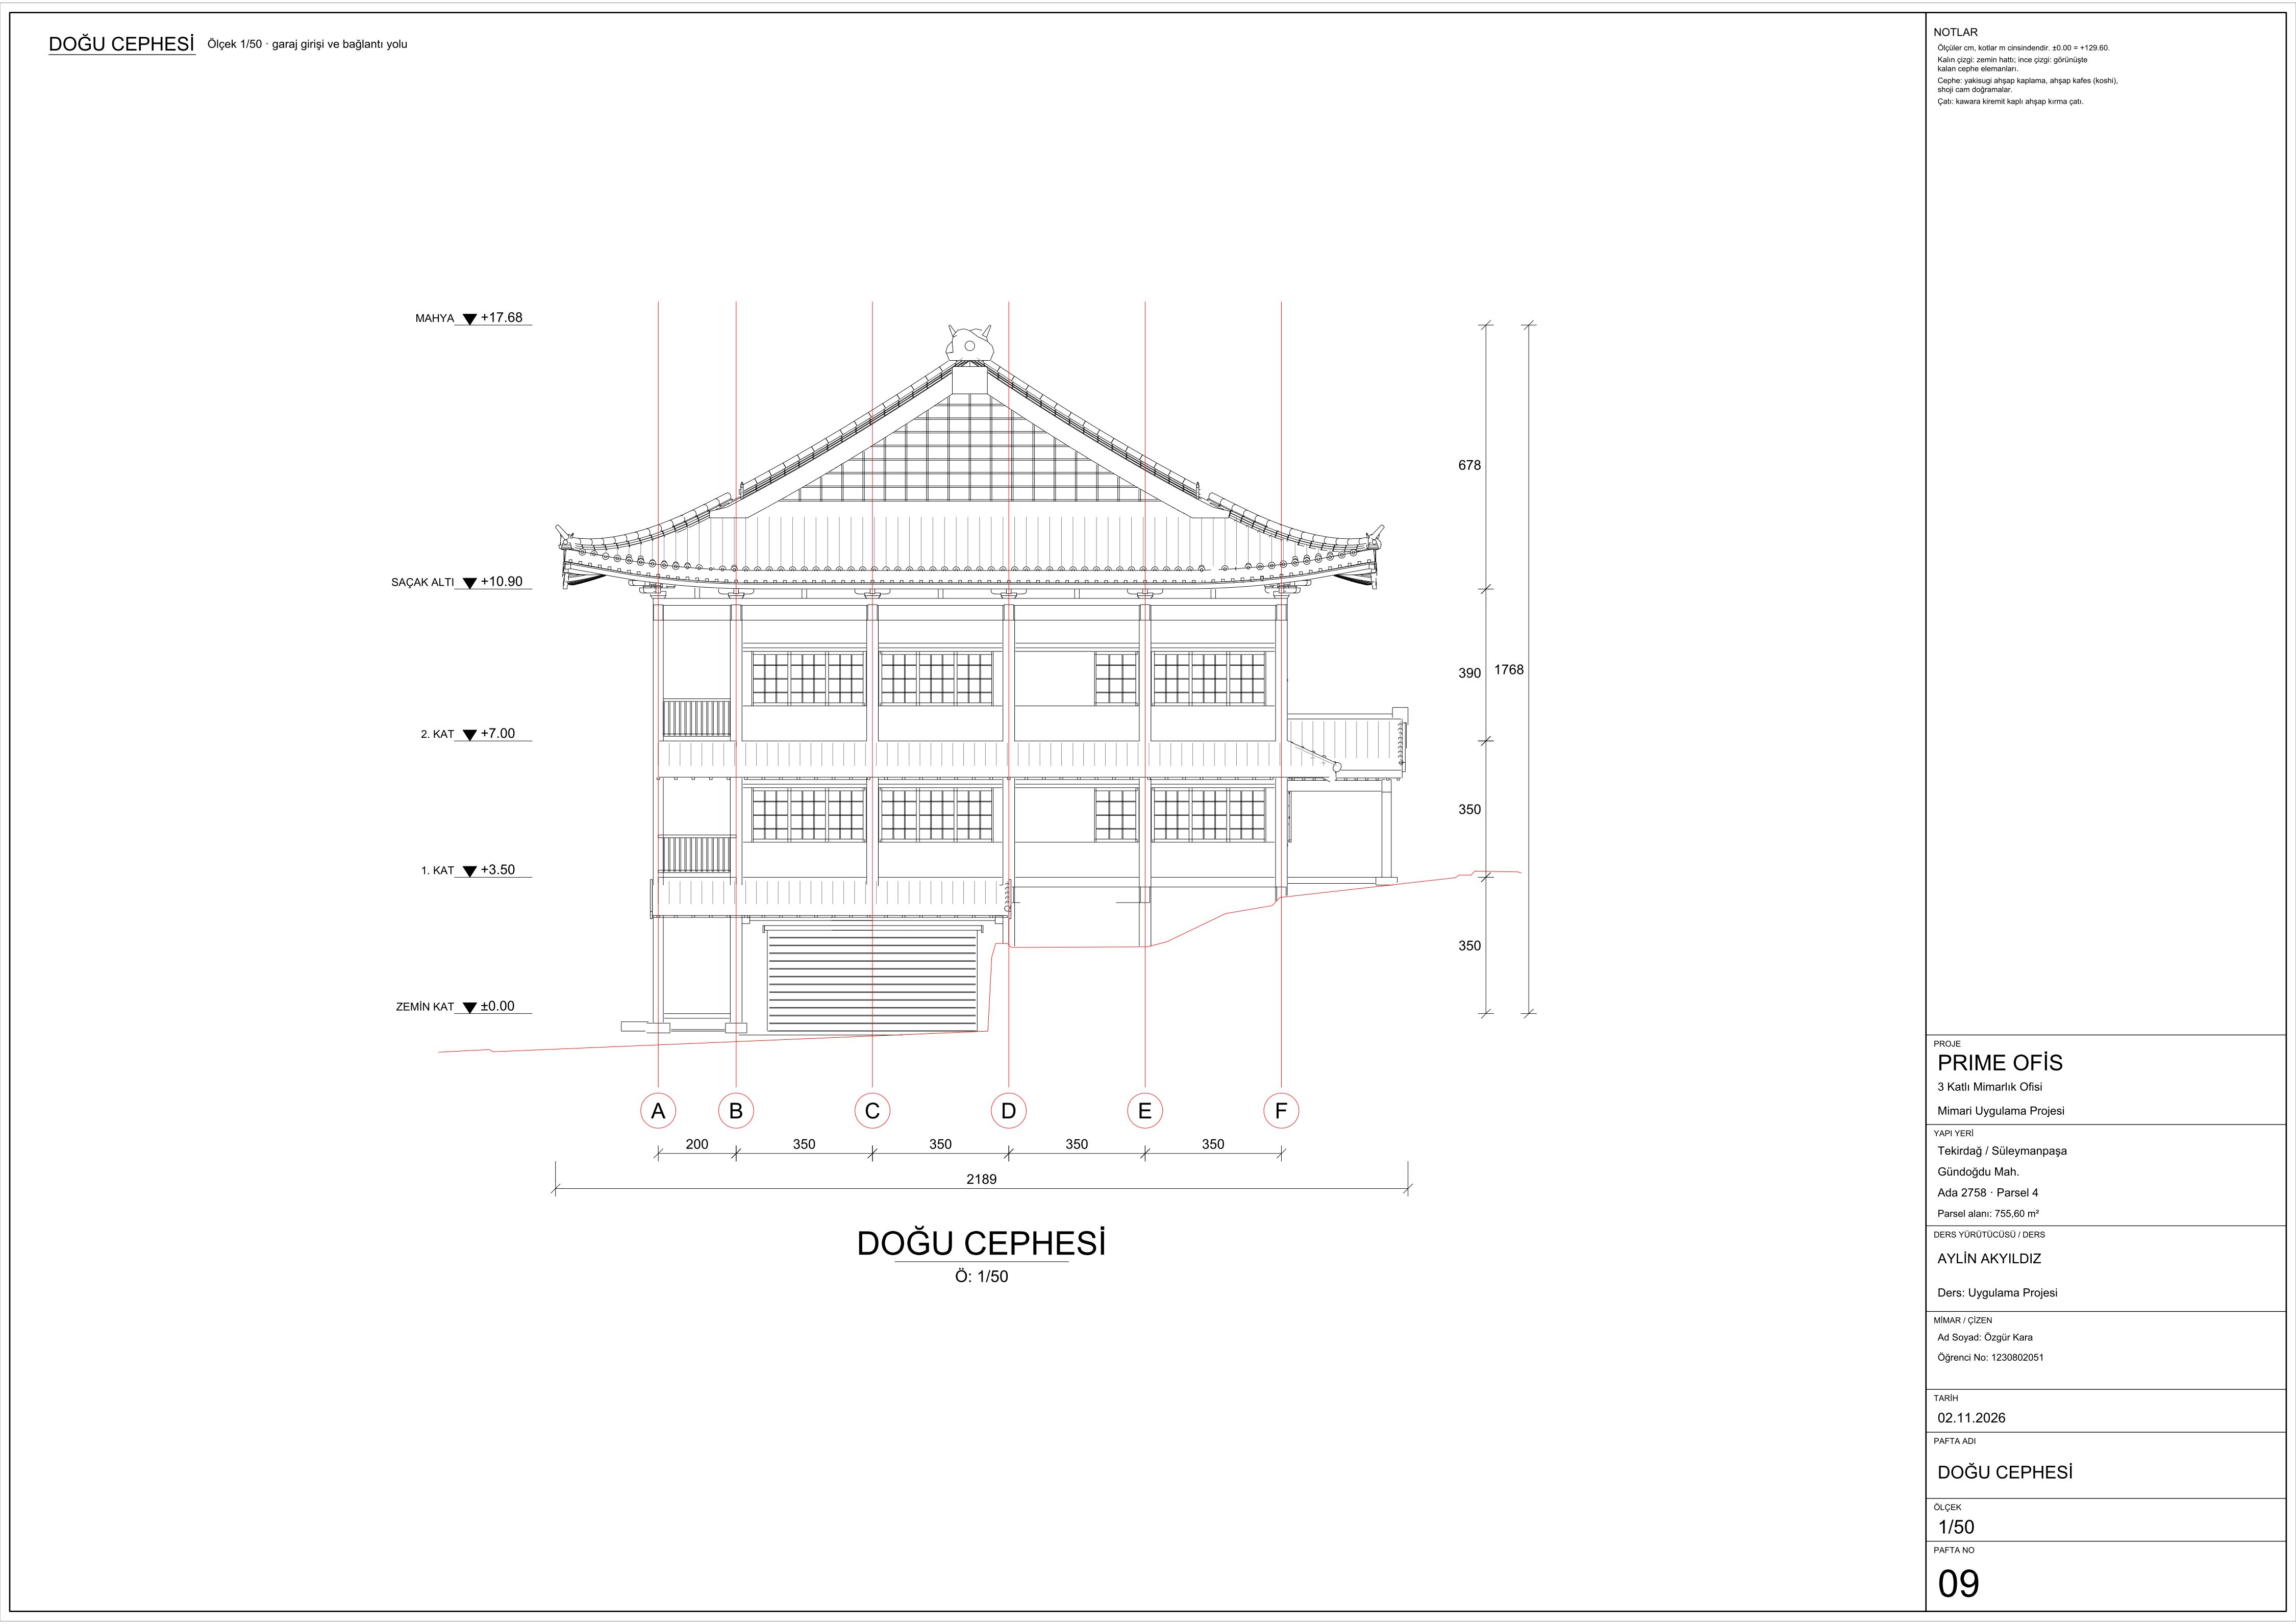 DOĞU CEPHESİ Ölçek 1/50 · garaj girişi ve bağlantı yolu
MAHYA +17.68
SAÇAK ALTI +10.90
2. KAT +7.00
1. KAT +3.50
ZEMİN KAT ±0.00
678
390 1768
350
350
A B C D E F
200 350 350 350 350
2189
DOĞU CEPHESİ
Ö: 1/50
NOTLAR
Ölçüler cm, kotlar m cinsindendir. ±0.00 = +129.60.
Kalın çizgi: zemin hattı; ince çizgi: görünüşte
kalan cephe elemanları.
Cephe: yakisugi ahşap kaplama, ahşap kafes (koshi),
shoji cam doğramalar.
Çatı: kawara kiremit kaplı ahşap kırma çatı.
PROJE
PRIME OFİS
3 Katlı Mimarlık Ofisi
Mimari Uygulama Projesi
YAPI YERİ
Tekirdağ / Süleymanpaşa
Gündoğdu Mah.
Ada 2758 · Parsel 4
Parsel alanı: 755,60 m²
DERS YÜRÜTÜCÜSÜ / DERS
AYLİN AKYILDIZ
Ders: Uygulama Projesi
MİMAR / ÇİZEN
Ad Soyad: Özgür Kara
Öğrenci No: 1230802051
TARİH
02.11.2026
PAFTA ADI
DOĞU CEPHESİ
ÖLÇEK
1/50
PAFTA NO
09